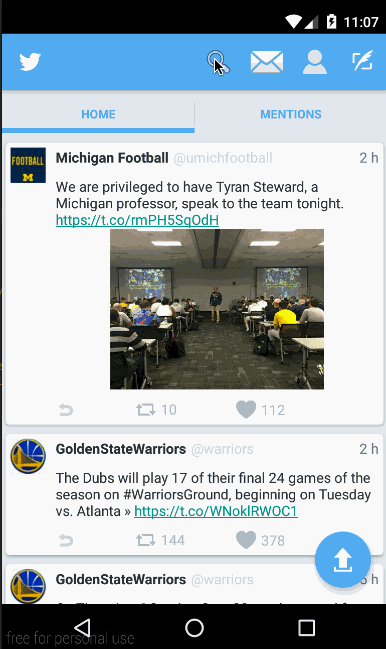 11:07
HOME MENTIONS
FOOTBALL
M
Michigan Football @umichfootball 2 h
We are privileged to have Tyran Steward, a
Michigan professor, speak to the team tonight.
https://t.co/rmPH5SqOdH
10 112
GoldenStateWarriors @warriors 2 h
The Dubs will play 17 of their final 24 games of the
season on #WarriorsGround, beginning on Tuesday
vs. Atlanta » https://t.co/WNoklRWOC1
144 378
GoldenStateWarriors @warriors 6 h
free for personal use